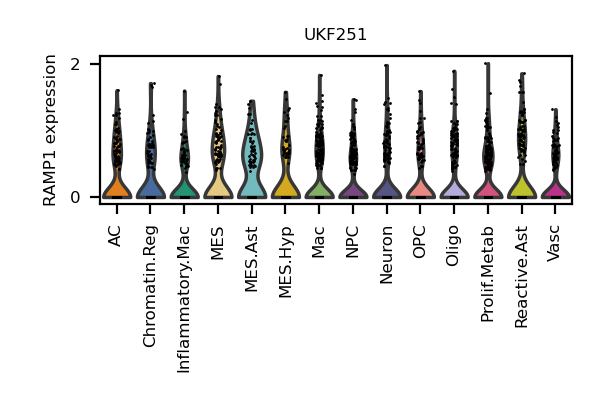 UKF251
RAMP1 expression
2
0
AC
Chromatin.Reg
Inflammatory.Mac
MES
MES.Ast
MES.Hyp
Mac
NPC
Neuron
OPC
Oligo
Prolif.Metab
Reactive.Ast
Vasc